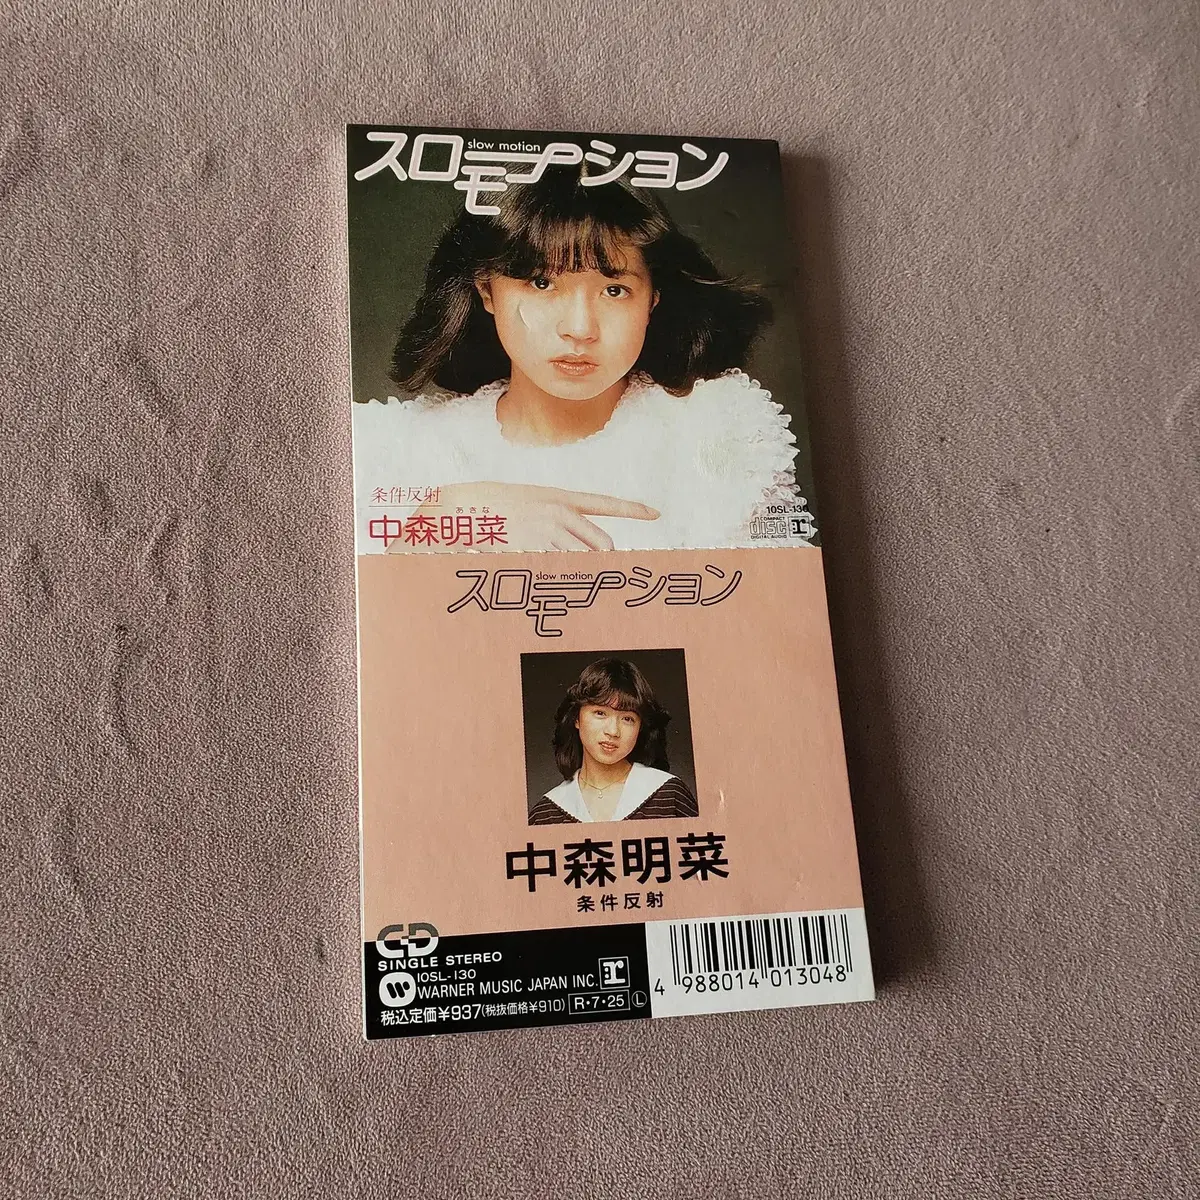 スローモーション
slow motion
条件反射
あきな
中森明菜
10SL-130
COMPACT
disc
DIGITAL AUDIO
r
スローモーション
slow motion
中森明菜
条件反射
CD
SINGLE STEREO
10SL-130
WARNER MUSIC JAPAN INC. r
税込定価¥937(税抜価格¥910) R・7・25 L
4 988014 013048